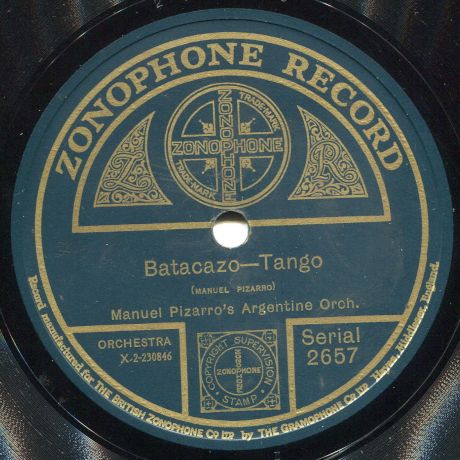 ZONOPHONE RECORD
TRADE-MARK
ZONOPHONE
ZONOPHONE
TRADE-MARK
Z
R
Batacazo—Tango
(MANUEL PIZARRO)
Manuel Pizarro's Argentine Orch.
ORCHESTRA
X-2-230846
COPYRIGHT SUPERVISION
ZONOPHONE
ZONOPHONE
STAMP
Serial
2657
Record manufactured for THE BRITISH ZONOPHONE Co Ltd by THE GRAMOPHONE Co Ltd Hayes, Middlesex, England.